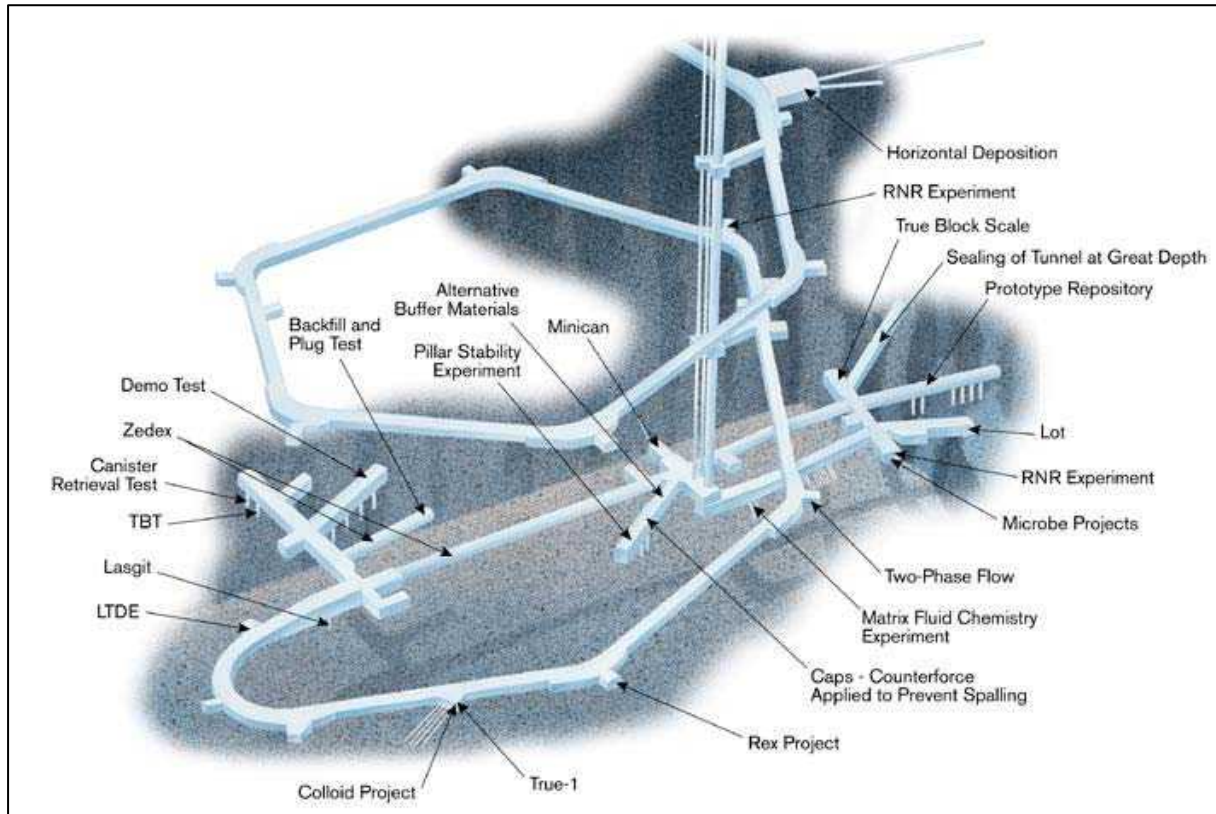 Horizontal Deposition
RNR Experiment
True Block Scale
Sealing of Tunnel at Great Depth
Prototype Repository
Alternative
Buffer Materials
Minican
Backfill and
Plug Test
Pillar Stability
Experiment
Demo Test
Zedex
Canister
Retrieval Test
TBT
Lasgit
LTDE
Lot
RNR Experiment
Microbe Projects
Two-Phase Flow
Matrix Fluid Chemistry
Experiment
Caps - Counterforce
Applied to Prevent Spalling
Rex Project
True-1
Colloid Project